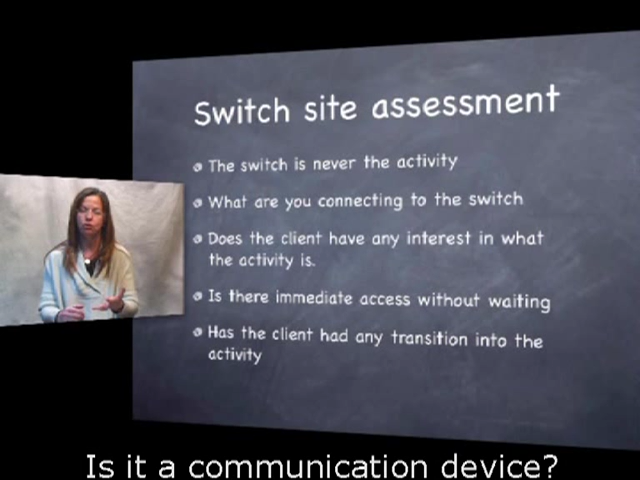 Switch site assessment
The switch is never the activity
What are you connecting to the switch
Does the client have any interest in what
the activity is.
Is there immediate access without waiting
Has the client had any transition into the
activity
Is it a communication device?